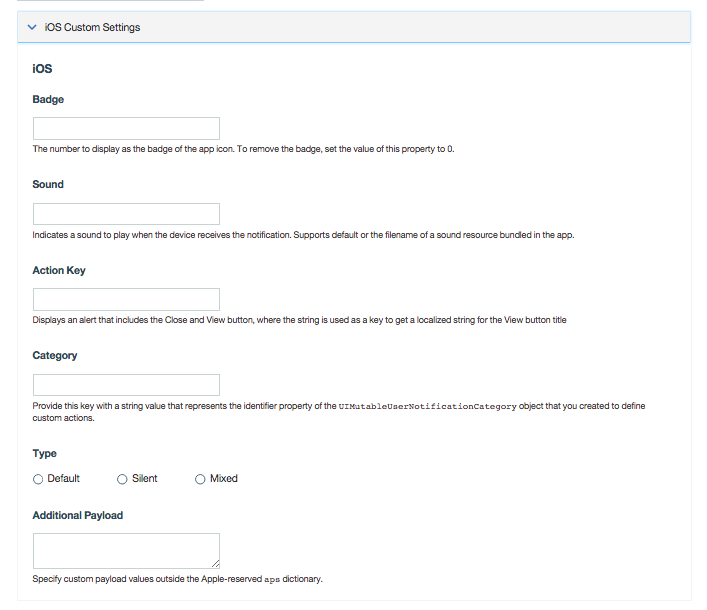 iOS Custom Settings
iOS
Badge
The number to display as the badge of the app icon. To remove the badge, set the value of this property to 0.
Sound
Indicates a sound to play when the device receives the notification. Supports default or the filename of a sound resource bundled in the app.
Action Key
Displays an alert that includes the Close and View button, where the string is used as a key to get a localized string for the View button title
Category
Provide this key with a string value that represents the identifier property of the UIMutableUserNotificationCategory object that you created to define
custom actions.
Type
Default Silent Mixed
Additional Payload
Specify custom payload values outside the Apple-reserved aps dictionary.